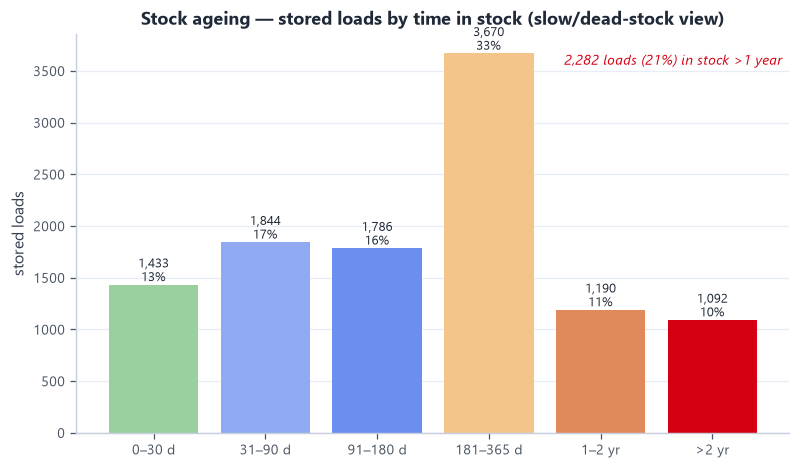 Stock ageing — stored loads by time in stock (slow/dead-stock view)
3,670
33%
2,282 loads (21%) in stock >1 year
3500
3000
2500
2000
1500
1000
500
0
stored loads
1,433
13%
1,844
17%
1,786
16%
1,190
11%
1,092
10%
0–30 d
31–90 d
91–180 d
181–365 d
1–2 yr
>2 yr